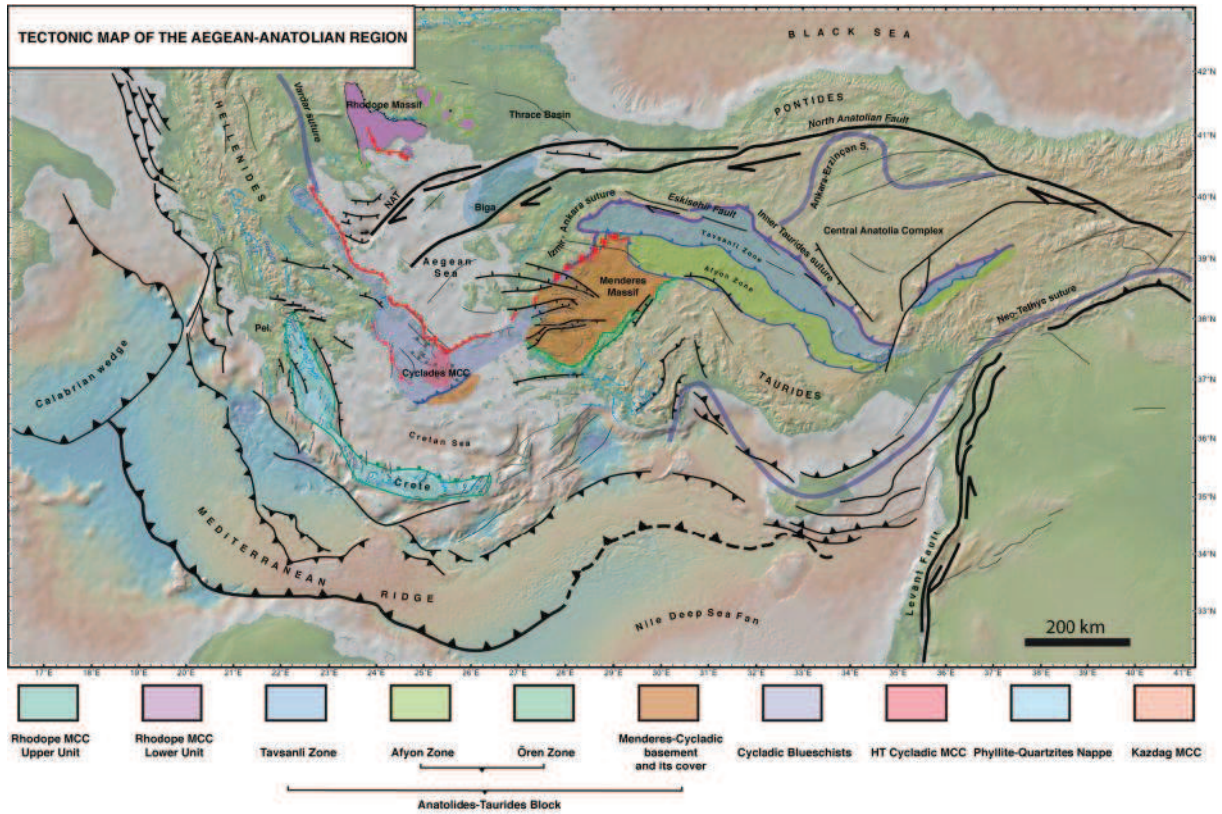 TECTONIC MAP OF THE AEGEAN-ANATOLIAN REGION
BLACK SEA
HELLENIDES
Vardar suture
Rhodope Massif
Thrace Basin
PONTIDES
North Anatolian Fault
Ankara-Erzinçan S.
NAT
Biga
Izmir-Ankara suture
Eskisehir Fault
Inner Taurides suture
Central Anatolia Complex
Tavsanli Zone
Aegean
Sea
Afyon Zone
Menderes
Massif
Neo-Tethys suture
Pel.
Calabrian wedge
Cyclades MCC
TAURIDES
Cretan Sea
Crete
MEDITERRANEAN
RIDGE
Nile Deep Sea Fan
Levant Fault
200 km
42°N
41°N
40°N
39°N
38°N
37°N
36°N
35°N
34°N
33°N
17°E 18°E 19°E 20°E 21°E 22°E 23°E 24°E 25°E 26°E 27°E 28°E 29°E 30°E 31°E 32°E 33°E 34°E 35°E 36°E 37°E 38°E 39°E 40°E 41°E
Rhodope MCC
Upper Unit
Rhodope MCC
Lower Unit
Tavsanli Zone
Afyon Zone
Ören Zone
Menderes-Cycladic
basement
and its cover
Cycladic Blueschists
HT Cycladic MCC
Phyllite-Quartzites Nappe
Kazdag MCC
Anatolides-Taurides Block